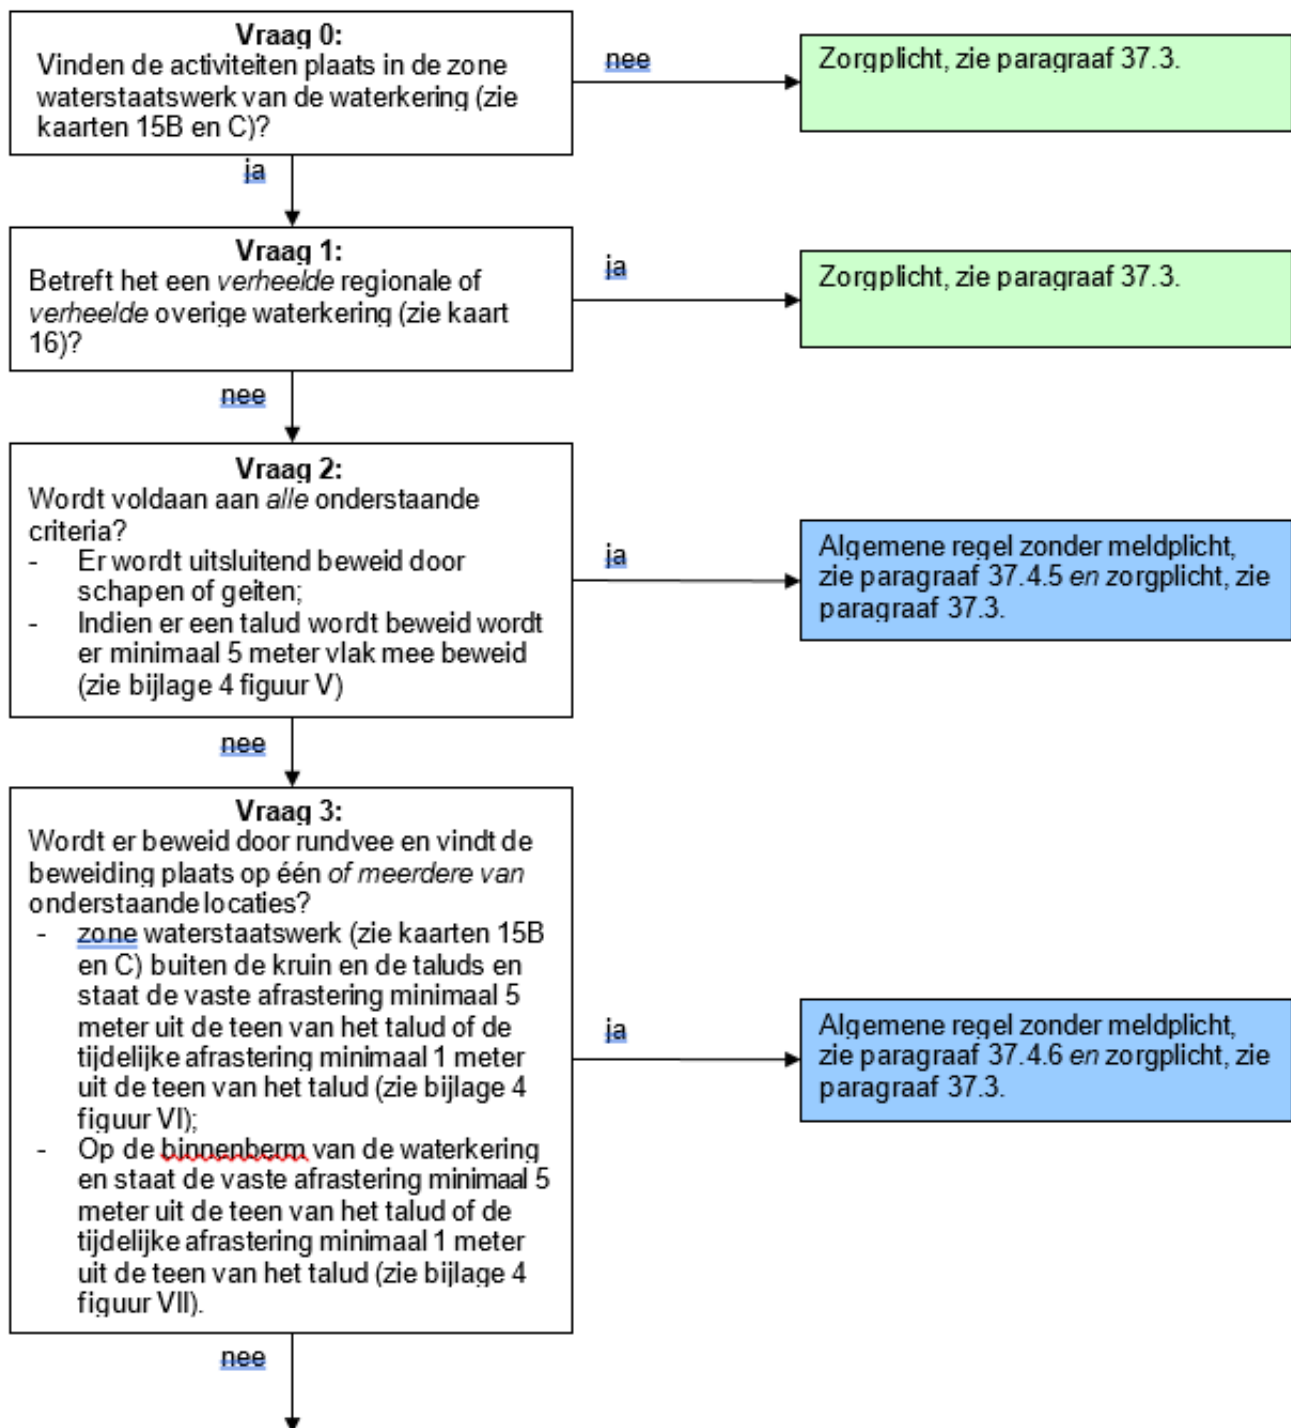 Vraag 0:
Vinden de activiteiten plaats in de zone
waterstaatswerk van de waterkering (zie
kaarten 15B en C)?
nee
Zorgplicht, zie paragraaf 37.3.
ja
Vraag 1:
Betreft het een verheelde regionale of
verheelde overige waterkering (zie kaart
16)?
ja
Zorgplicht, zie paragraaf 37.3.
nee
Vraag 2:
Wordt voldaan aan alle onderstaande
criteria?
- Er wordt uitsluitend beweid door
schapen of geiten;
- Indien er een talud wordt beweid wordt
er minimaal 5 meter vlak mee beweid
(zie bijlage 4 figuur V)
ja
Algemene regel zonder meldplicht,
zie paragraaf 37.4.5 en zorgplicht, zie
paragraaf 37.3.
nee
Vraag 3:
Wordt er beweid door rundvee en vindt de
beweiding plaats op één of meerdere van
onderstaande locaties?
- zone waterstaatswerk (zie kaarten 15B
en C) buiten de kruin en de taluds en
staat de vaste afrastering minimaal 5
meter uit de teen van het talud of de
tijdelijke afrastering minimaal 1 meter
uit de teen van het talud (zie bijlage 4
figuur VI);
- Op de binnenberm van de waterkering
en staat de vaste afrastering minimaal 5
meter uit de teen van het talud of de
tijdelijke afrastering minimaal 1 meter
uit de teen van het talud (zie bijlage 4
figuur VII).
ja
Algemene regel zonder meldplicht,
zie paragraaf 37.4.6 en zorgplicht, zie
paragraaf 37.3.
nee